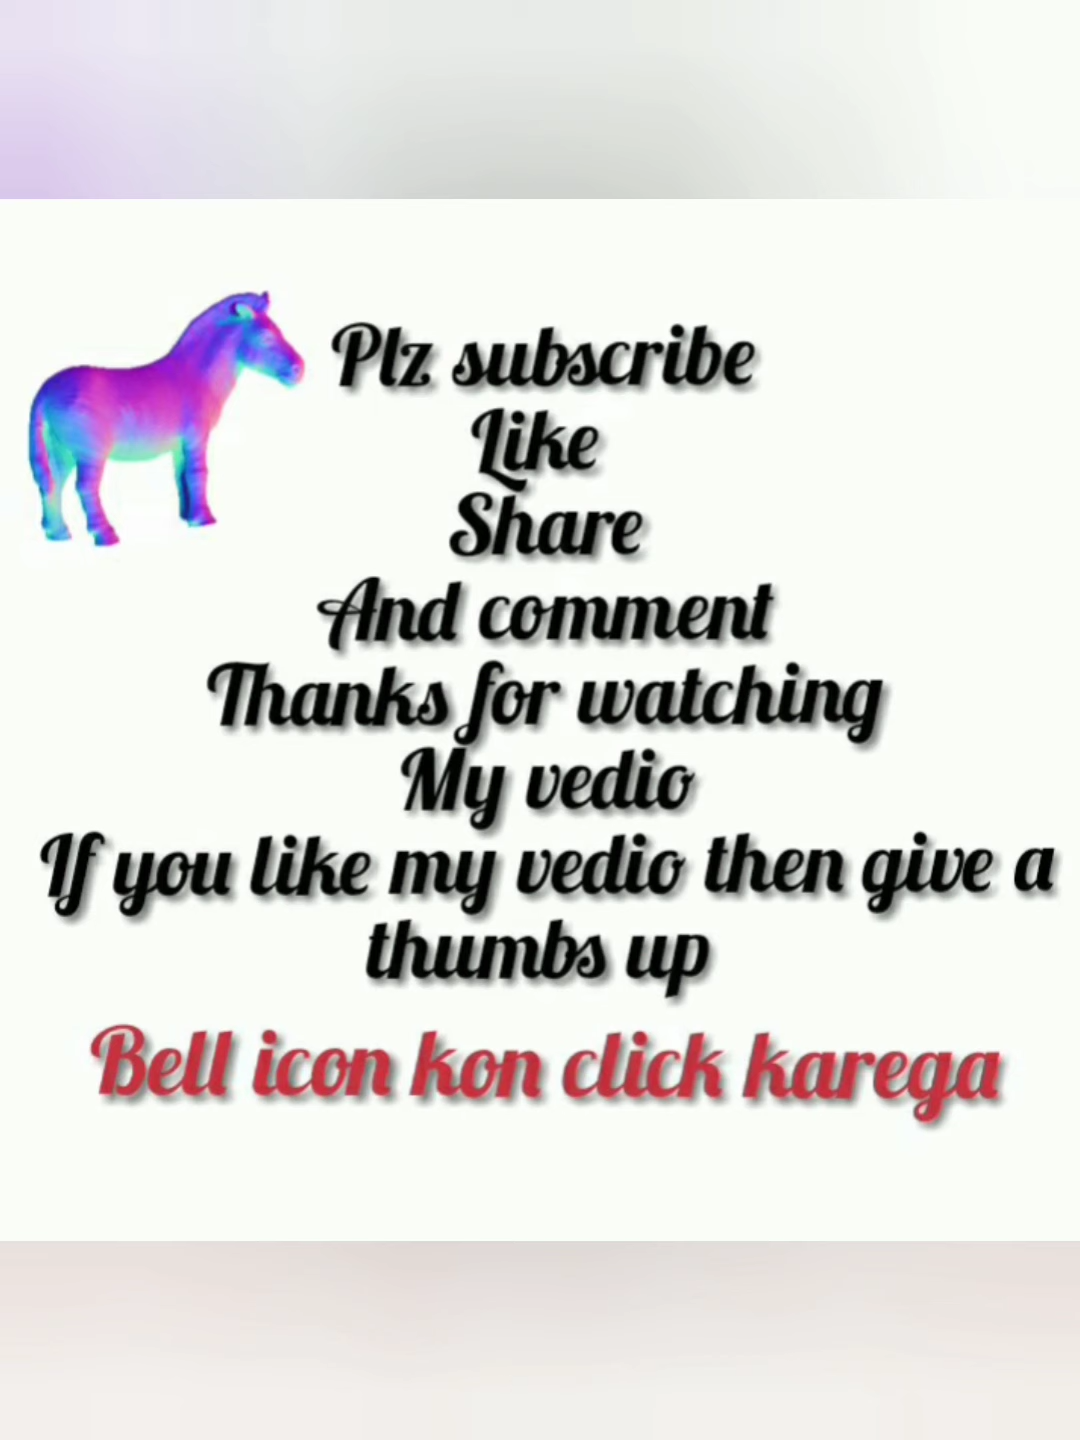 Plz subscribe
Like
Share
And comment
Thanks for watching
My vedio
If you like my vedio then give a
thumbs up
Bell icon kon click karega